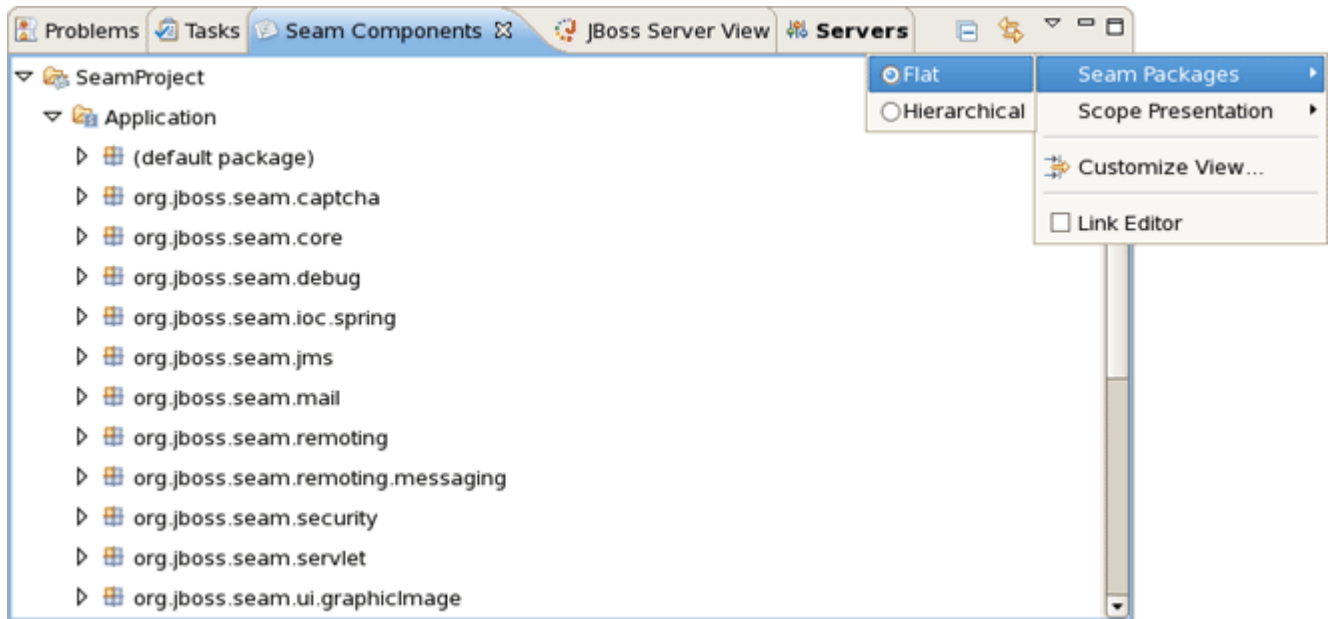 Problems Tasks Seam Components JBoss Server View Servers
SeamProject
Flat
Seam Packages
Application
Hierarchical
Scope Presentation
(default package)
Customize View...
org.jboss.seam.captcha
Link Editor
org.jboss.seam.core
org.jboss.seam.debug
org.jboss.seam.ioc.spring
org.jboss.seam.jms
org.jboss.seam.mail
org.jboss.seam.remoting
org.jboss.seam.remoting.messaging
org.jboss.seam.security
org.jboss.seam.servlet
org.jboss.seam.ui.graphicImage